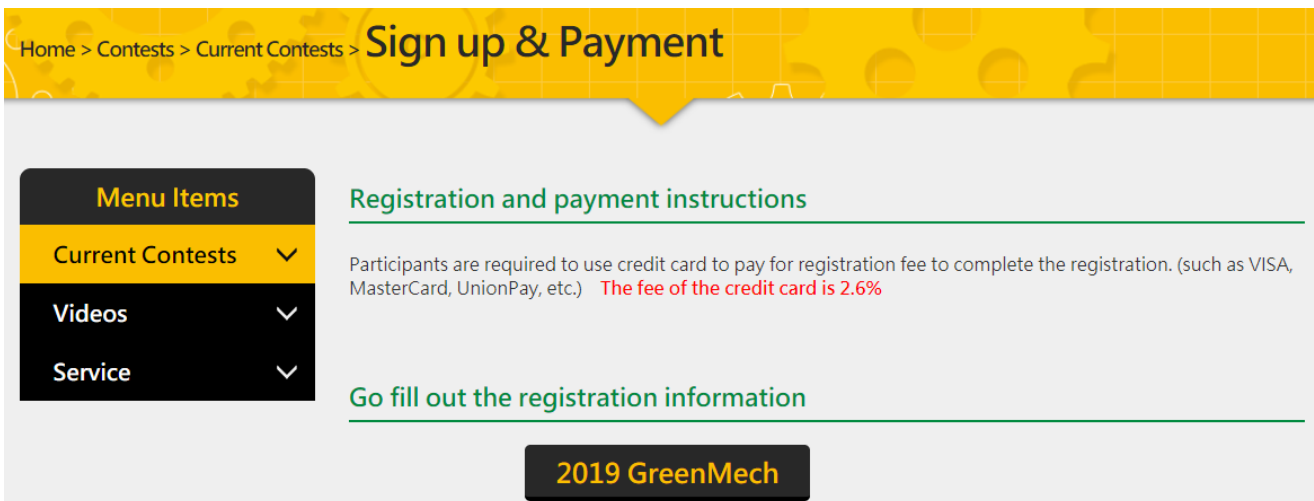 Home > Contests > Current Contests > Sign up & Payment
Menu Items
Current Contests
Videos
Service
Registration and payment instructions
Participants are required to use credit card to pay for registration fee to complete the registration. (such as VISA,
MasterCard, UnionPay, etc.) The fee of the credit card is 2.6%
Go fill out the registration information
2019 GreenMech